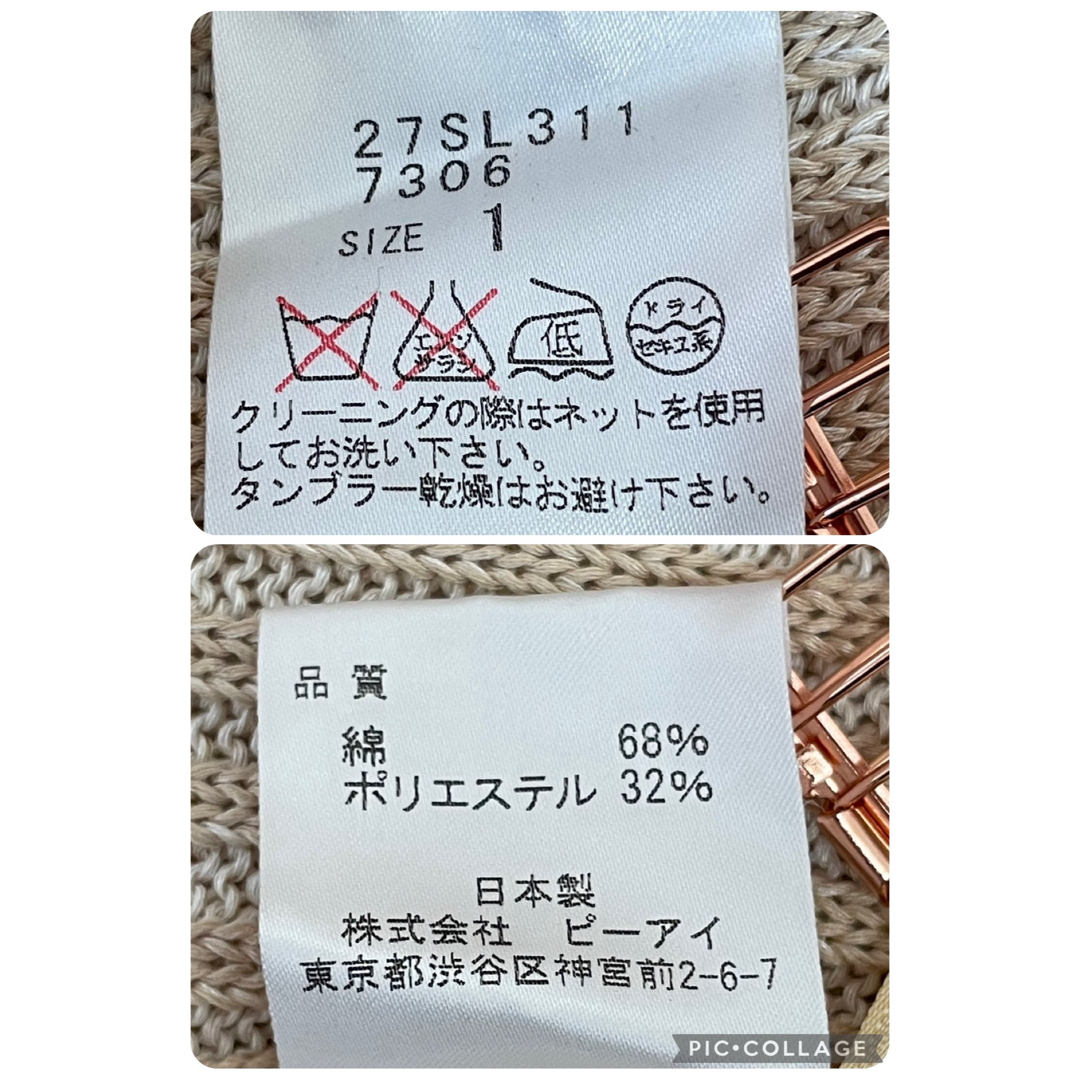 27SL311
7306
SIZE 1
エンソ サラシ
低
ドライ
セキユ系
クリーニングの際はネットを使用
してお洗い下さい。
タンブラー乾燥はお避け下さい。
品質
綿 68%
ポリエステル 32%
日本製
株式会社 ピーアイ
東京都渋谷区神宮前2-6-7
PIC•COLLAGE